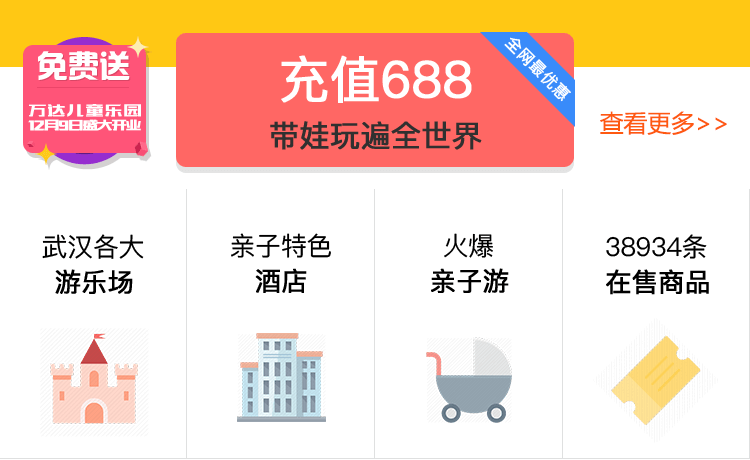 免费送
万达儿童乐园
12月9日盛大开业
充值688
带娃玩遍全世界
全网最优惠
查看更多>>
武汉各大
游乐场
亲子特色
酒店
火爆
亲子游
38934条
在售商品